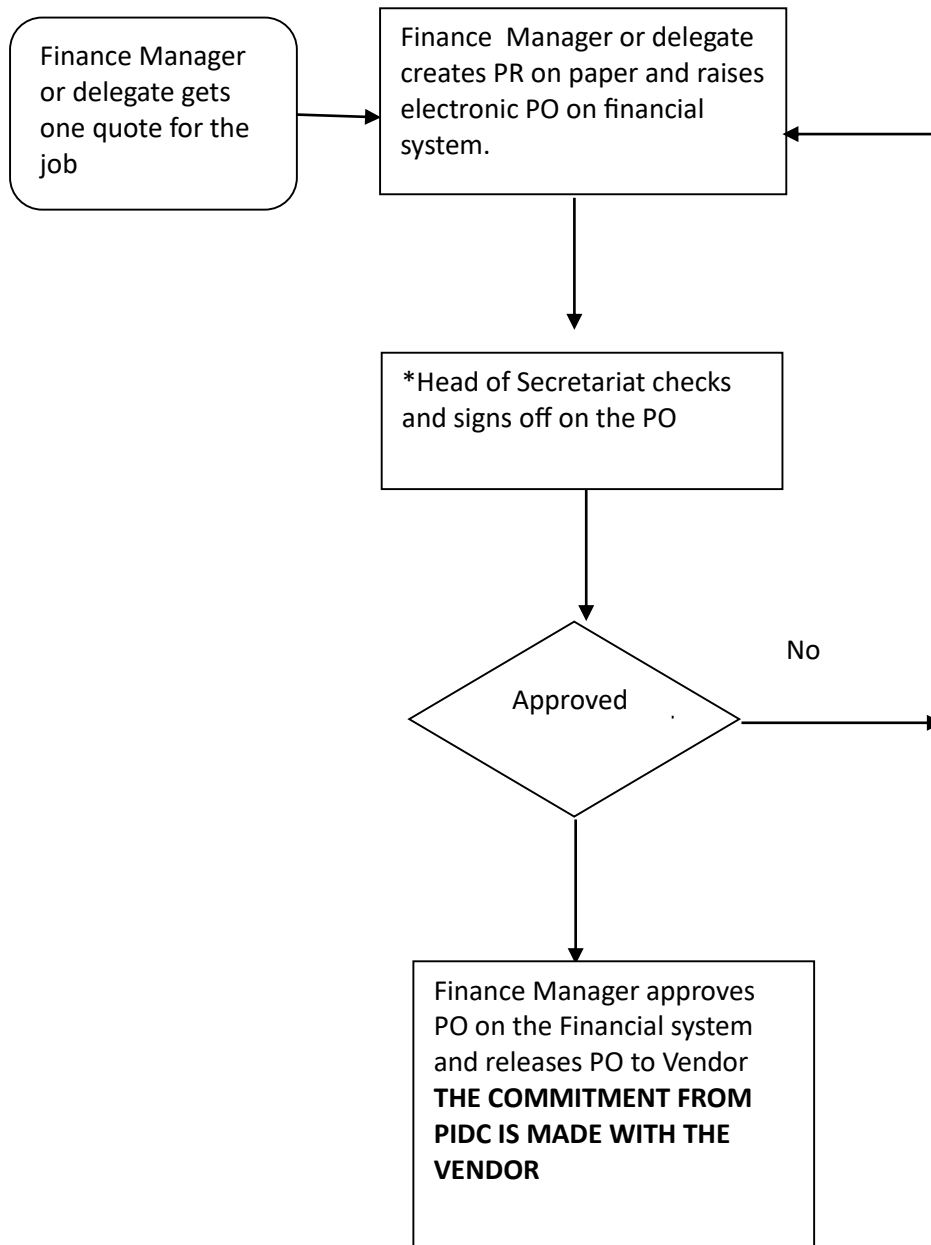 Finance Manager
or delegate gets
one quote for the
job
Finance  Manager or delegate
creates PR on paper and raises
electronic PO on financial
system.
*Head of Secretariat checks
and signs off on the PO
Approved
No
Finance Manager approves
PO on the Financial system
and releases PO to Vendor
THE COMMITMENT FROM
PIDC IS MADE WITH THE
VENDOR